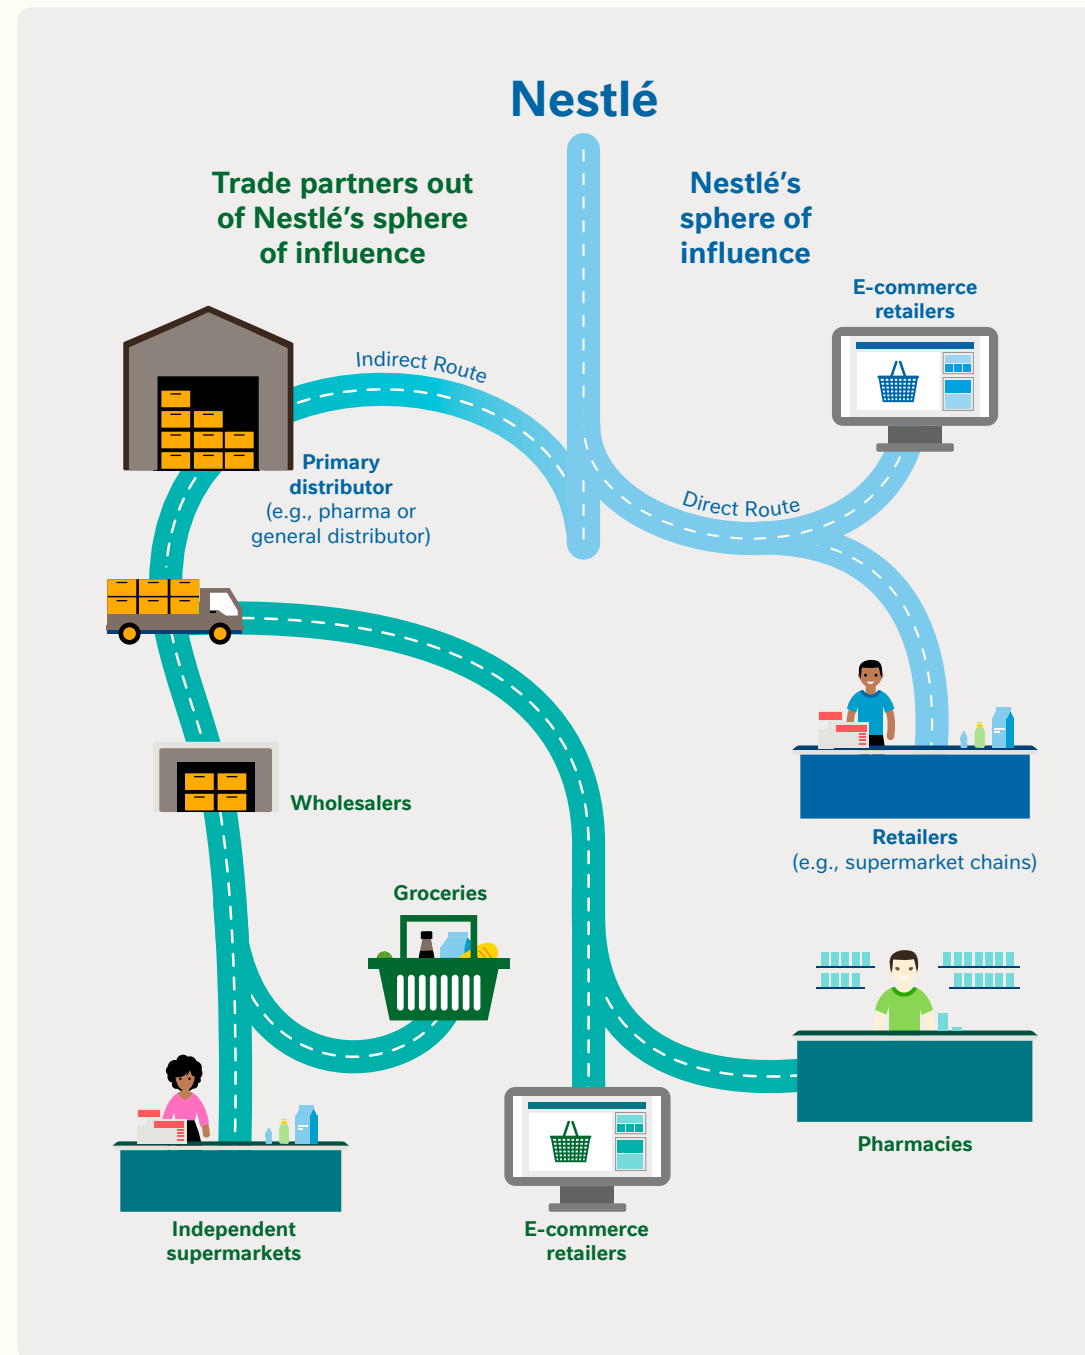 Nestlé
Trade partners out
of Nestlé’s sphere
of influence
Nestlé’s
sphere of
influence
E-commerce
retailers
Indirect Route
Primary
distributor
(e.g., pharma or
general distributor)
Direct Route
Wholesalers
Retailers
(e.g., supermarket chains)
Groceries
Pharmacies
Independent
supermarkets
E-commerce
retailers